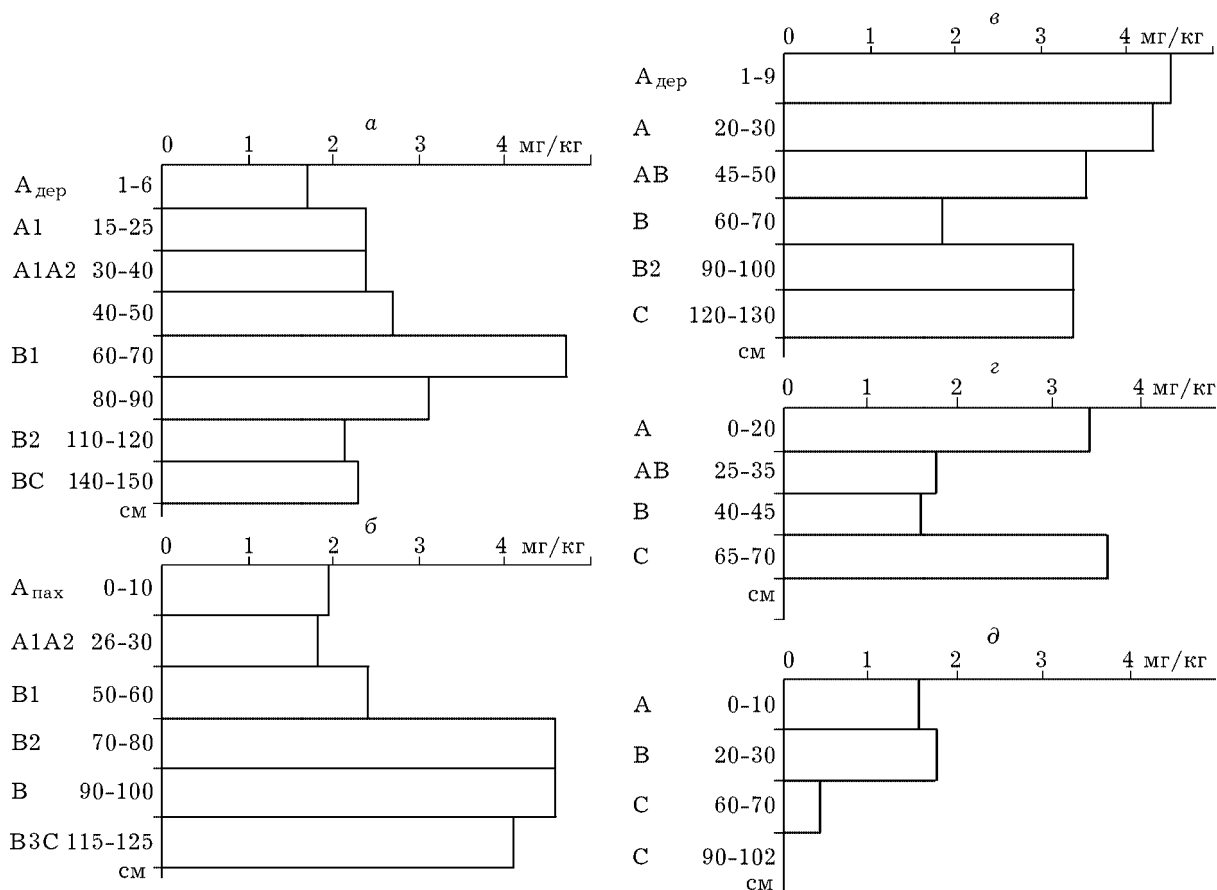 а
0 1 2 3 4 мг/кг
Адер 1-6
А1 15-25
А1А2 30-40
40-50
В1 60-70
80-90
В2 110-120
ВС 140-150
см
б
0 1 2 3 4 мг/кг
Апах 0-10
А1А2 26-30
В1 50-60
В2 70-80
В 90-100
В3С 115-125
см
в
0 1 2 3 4 мг/кг
Адер 1-9
А 20-30
АВ 45-50
В 60-70
В2 90-100
С 120-130
см
г
0 1 2 3 4 мг/кг
А 0-20
АВ 25-35
В 40-45
С 65-70
см
д
0 1 2 3 4 мг/кг
А 0-10
В 20-30
С 60-70
С 90-102
см